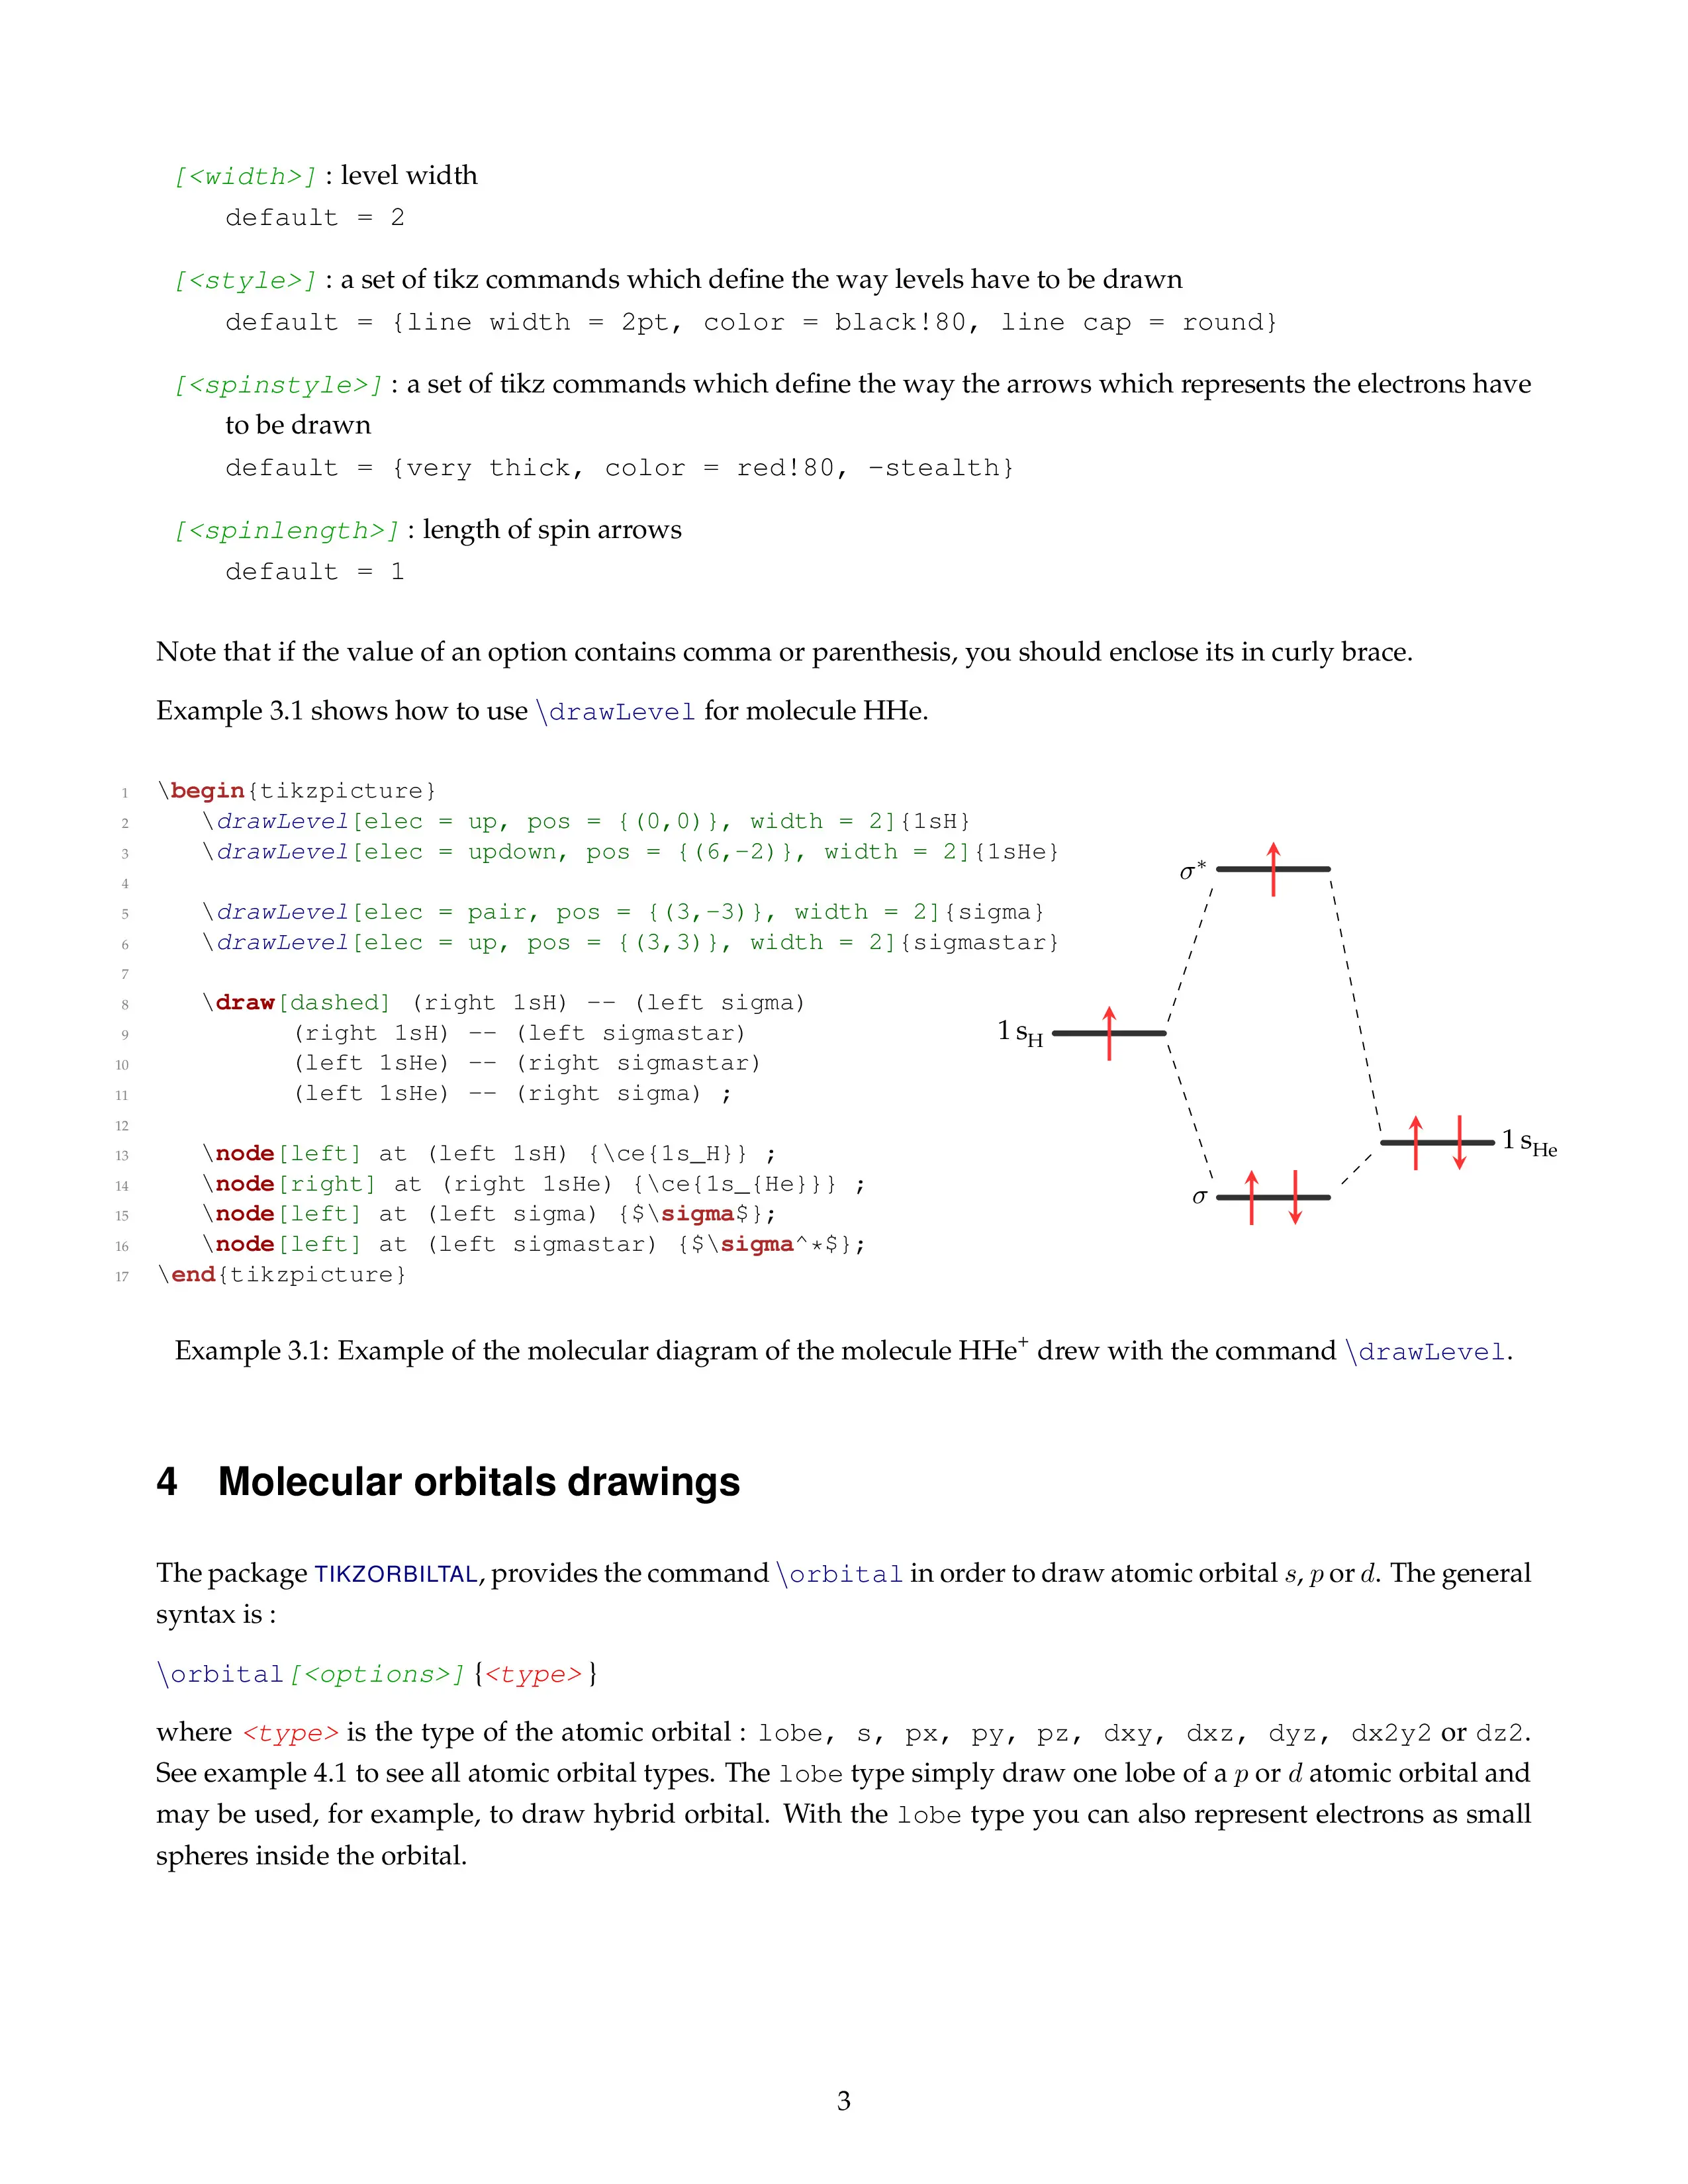 [<width>] : level width
default = 2
[<style>] : a set of tikz commands which define the way levels have to be drawn
default = {line width = 2pt, color = black!80, line cap = round}
[<spinstyle>] : a set of tikz commands which define the way the arrows which represents the electrons have
to be drawn
default = {very thick, color = red!80, -stealth}
[<spinlength>] : length of spin arrows
default = 1
Note that if the value of an option contains comma or parenthesis, you should enclose its in curly brace.
Example 3.1 shows how to use \drawLevel for molecule HHe.
1 \begin{tikzpicture}
2 \drawLevel[elec = up, pos = {(0,0)}, width = 2]{1sH}
3 \drawLevel[elec = updown, pos = {(6,-2)}, width = 2]{1sHe}
4
5 \drawLevel[elec = pair, pos = {(3,-3)}, width = 2]{sigma}
6 \drawLevel[elec = up, pos = {(3,3)}, width = 2]{sigmastar}
7
8 \draw[dashed] (right 1sH) -- (left sigma)
9 (right 1sH) -- (left sigmastar)
10 (left 1sHe) -- (right sigmastar)
11 (left 1sHe) -- (right sigma) ;
12
13 \node[left] at (left 1sH) {\ce{1s_H}} ;
14 \node[right] at (right 1sHe) {\ce{1s_{He}}} ;
15 \node[left] at (left sigma) {$\sigma$};
16 \node[left] at (left sigmastar) {$\sigma^*$};
17 \end{tikzpicture}
σ*
1 sH
1 sHe
σ
Example 3.1: Example of the molecular diagram of the molecule HHe⁺ drew with the command \drawLevel.
4 Molecular orbitals drawings
The package TIKZORBILTAL, provides the command \orbital in order to draw atomic orbital s, p or d. The general
syntax is :
\orbital[<options>]{<type>}
where <type> is the type of the atomic orbital : lobe, s, px, py, pz, dxy, dxz, dyz, dx2y2 or dz2.
See example 4.1 to see all atomic orbital types. The lobe type simply draw one lobe of a p or d atomic orbital and
may be used, for example, to draw hybrid orbital. With the lobe type you can also represent electrons as small
spheres inside the orbital.
3